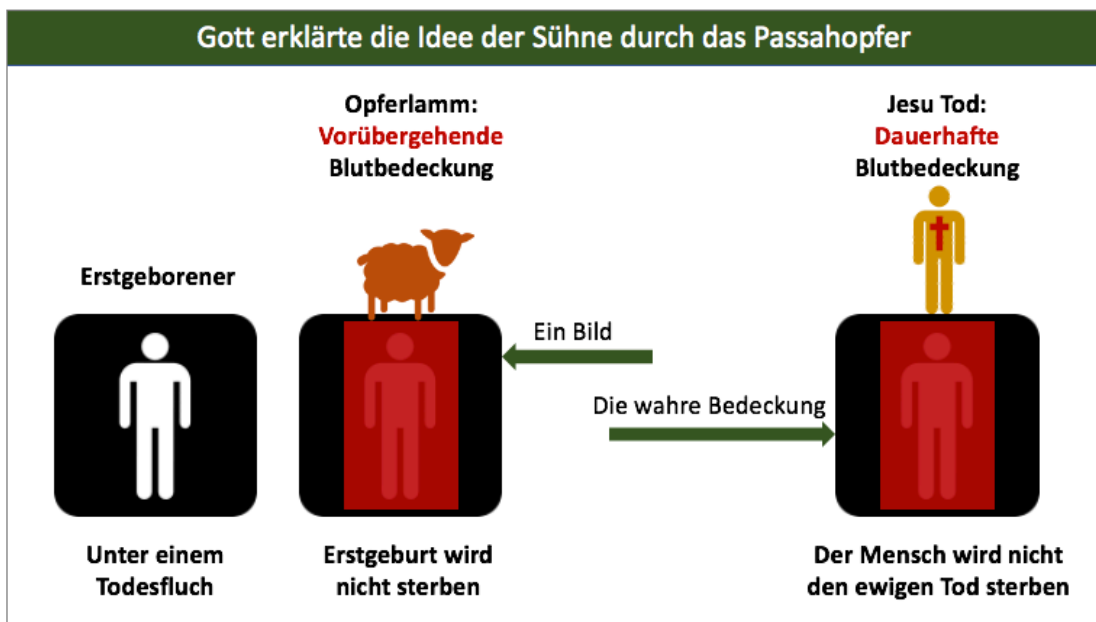 Gott erklärte die Idee der Sühne durch das Passahopfer
Opferlamm:
Vorübergehende
Blutbedeckung
Jesu Tod:
Dauerhafte
Blutbedeckung
Erstgeborener
Ein Bild
Die wahre Bedeckung
Unter einem
Todesfluch
Erstgeburt wird
nicht sterben
Der Mensch wird nicht
den ewigen Tod sterben